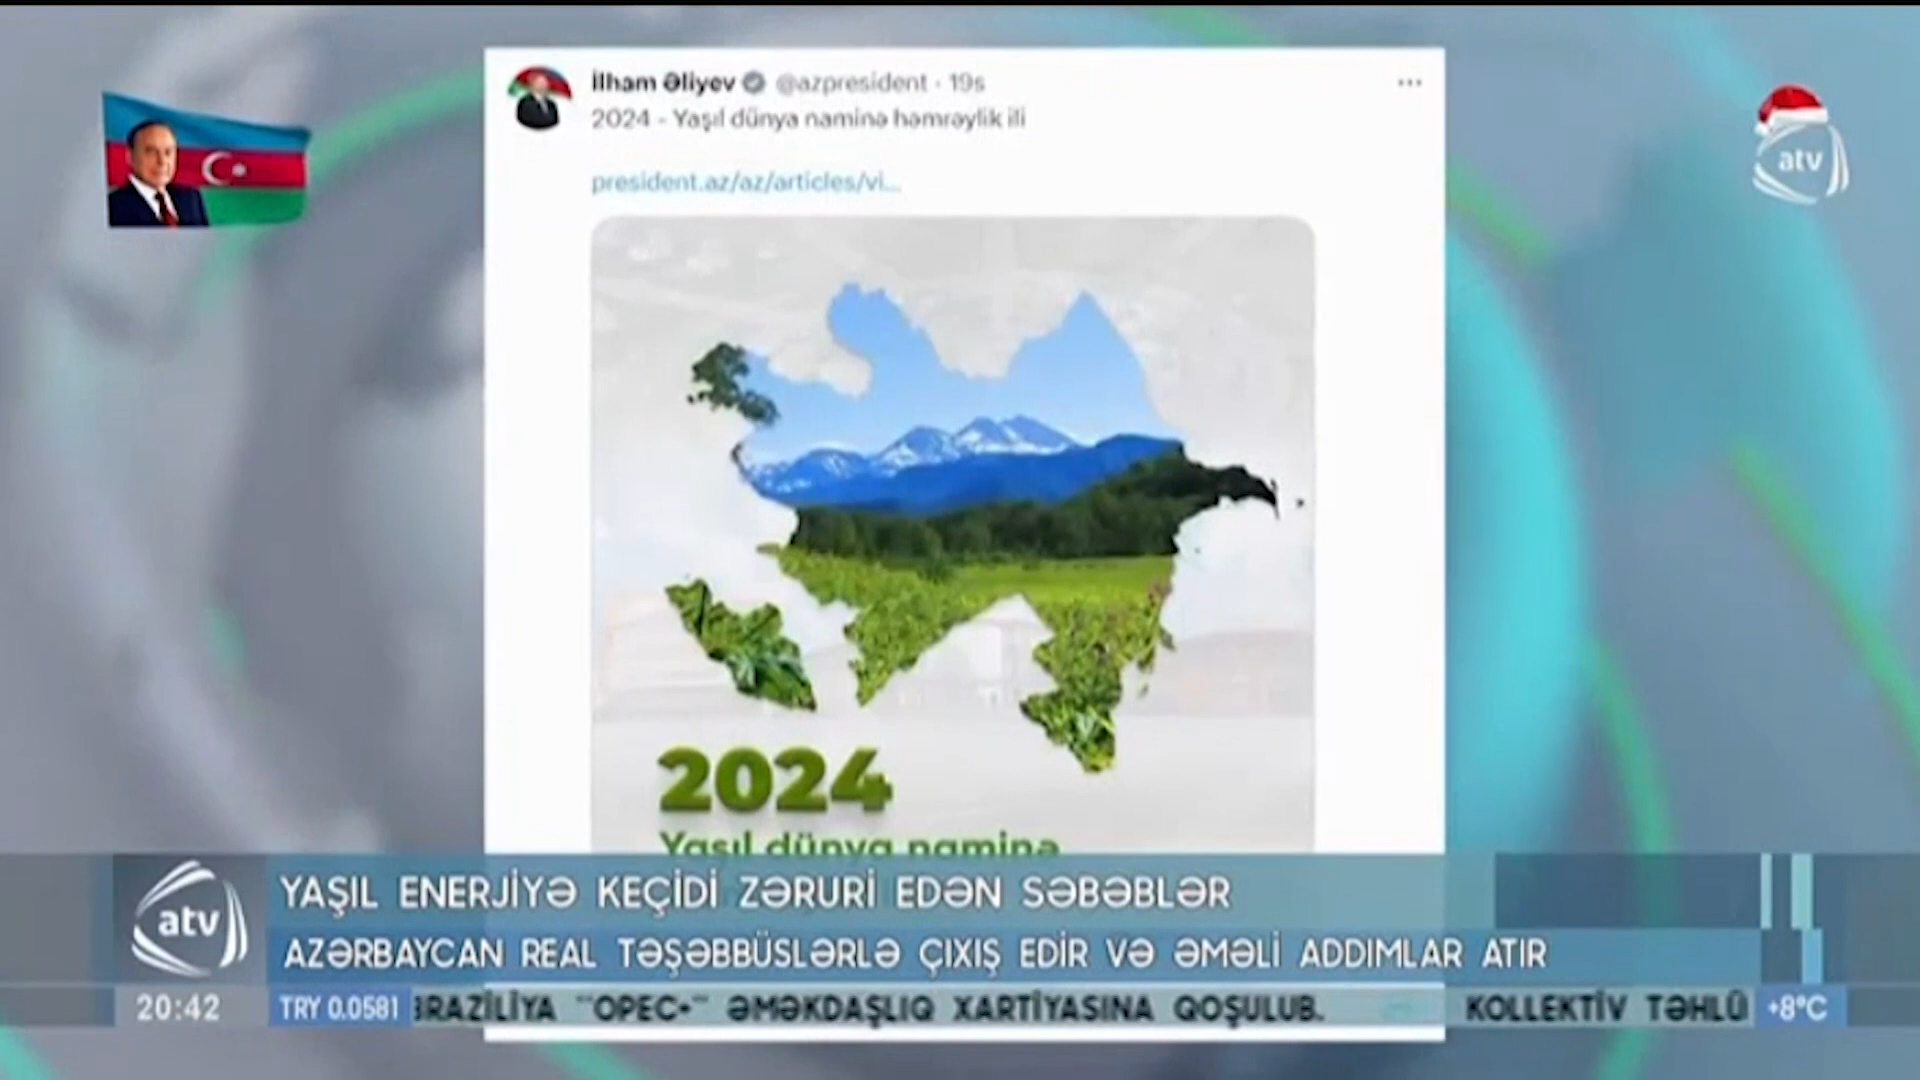 İlham Əliyev @azpresident · 19s
2024 - Yaşıl dünya naminə həmrəylik ili
president.az/az/articles/vi...
atv
2024
Yaşıl dünya naminə
atv
YAŞIL ENERJİYƏ KEÇİDİ ZƏRURİ EDƏN SƏBƏBLƏR
AZƏRBAYCAN REAL TƏŞƏBBÜSLƏRLƏ ÇIXIŞ EDİR VƏ ƏMƏLİ ADDIMLAR ATIR
20:42 TRY 0.0581 BRAZİLİYA "OPEC+" ƏMƏKDAŞLIQ XARTİYASINA QOŞULUB. KOLLEKTİV TƏHLÜ +8°C